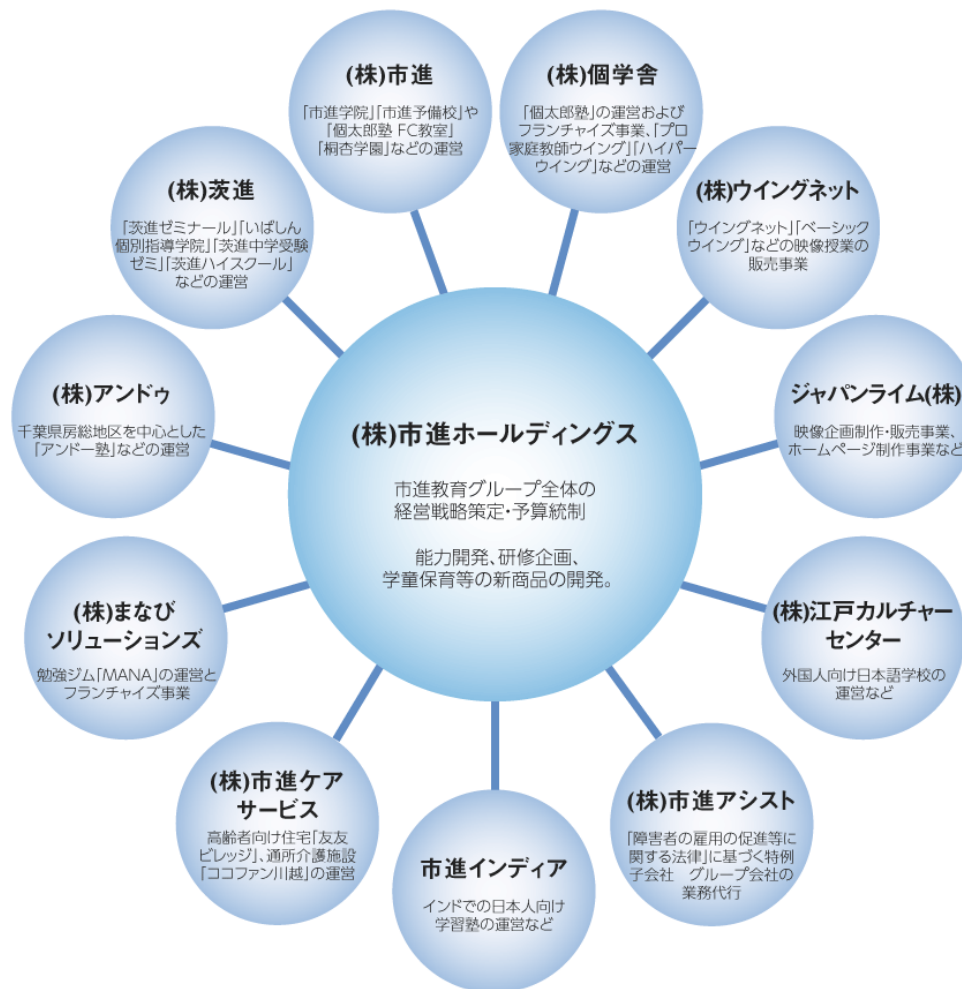 (株)市進
「市進学院」「市進予備校」や
「個太郎塾 FC教室」
「桐杏学園」などの運営
(株)個学舎
「個太郎塾」の運営および
フランチャイズ事業、「プロ
家庭教師ウイング」「ハイパー
ウイング」などの運営
(株)茨進
「茨進ゼミナール」「いばしん
個別指導学院」「茨進中学受験
ゼミ」「茨進ハイスクール」
などの運営
(株)ウイングネット
「ウイングネット」「ベーシック
ウイング」などの映像授業の
販売事業
(株)アンドゥ
千葉県房総地区を中心とした
「アンドー塾」などの運営
(株)市進ホールディングス
市進教育グループ全体の
経営戦略策定・予算統制
能力開発、研修企画、
学童保育等の新商品の開発。
ジャパンライム(株)
映像企画制作・販売事業、
ホームページ制作事業など
(株)まなび
ソリューションズ
勉強ジム「MANA」の運営と
フランチャイズ事業
(株)江戸カルチャー
センター
外国人向け日本語学校の
運営など
(株)市進ケア
サービス
高齢者向け住宅「友友
ビレッジ」、通所介護施設
「ココファン川越」の運営
市進インディア
インドでの日本人向け
学習塾の運営など
(株)市進アシスト
「障害者の雇用の促進等に
関する法律」に基づく特例
子会社　グループ会社の
業務代行